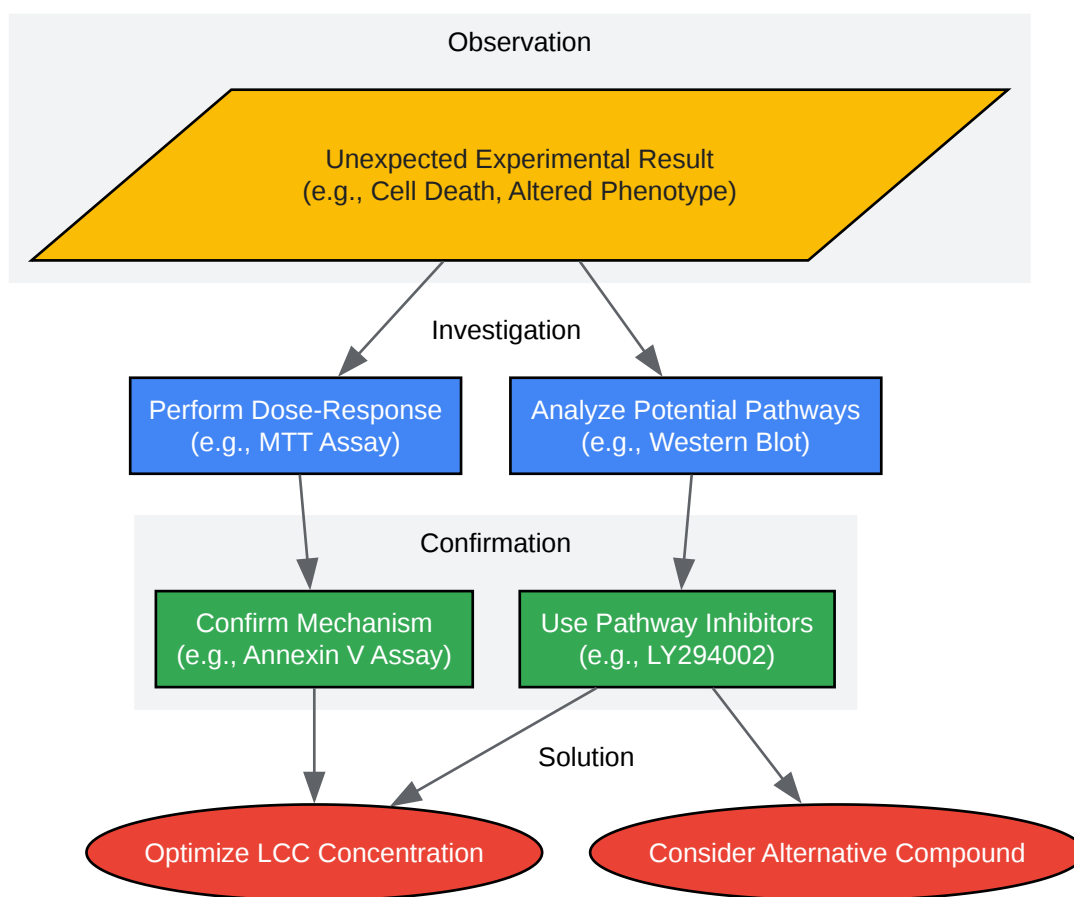 Observation
Unexpected Experimental Result
(e.g., Cell Death, Altered Phenotype)
Investigation
Perform Dose-Response
(e.g., MTT Assay)
Analyze Potential Pathways
(e.g., Western Blot)
Confirmation
Confirm Mechanism
(e.g., Annexin V Assay)
Use Pathway Inhibitors
(e.g., LY294002)
Solution
Optimize LCC Concentration
Consider Alternative Compound